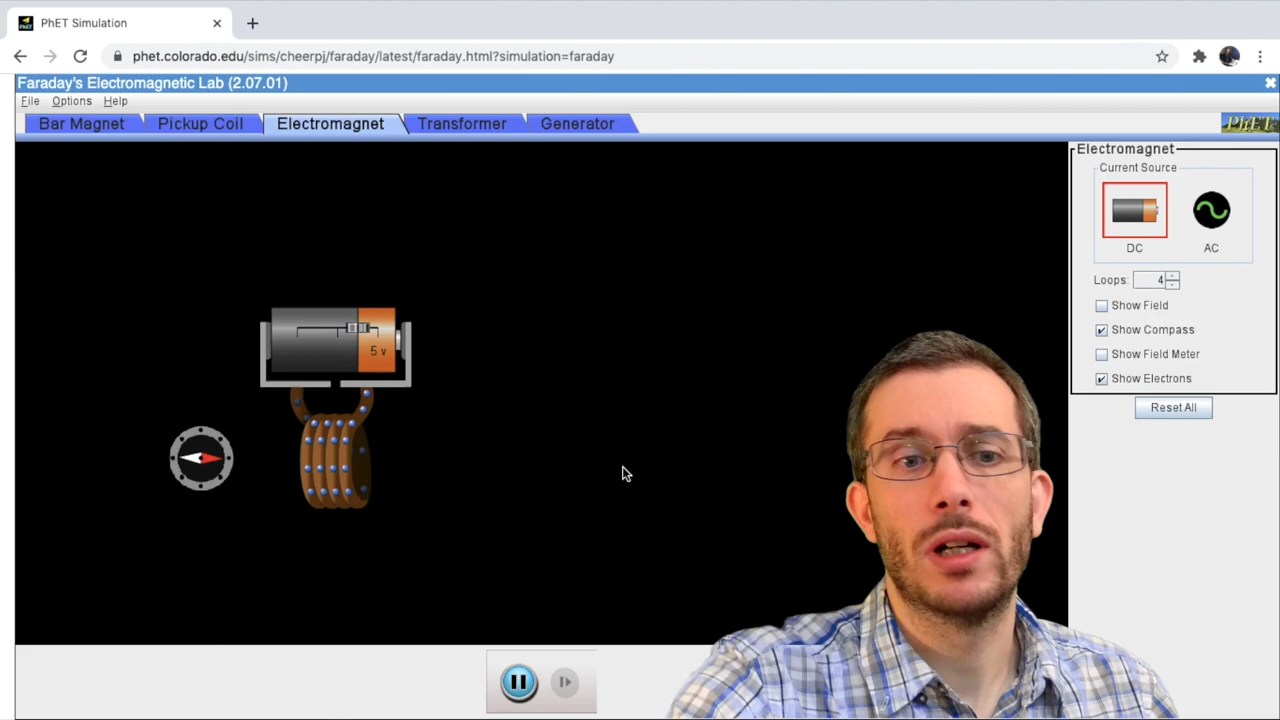 PhET Simulation
phet.colorado.edu/sims/cheerpj/faraday/latest/faraday.html?simulation=faraday
Faraday's Electromagnetic Lab (2.07.01)
File Options Help
Bar Magnet Pickup Coil Electromagnet Transformer Generator PhET
Electromagnet
Current Source
DC AC
Loops: 4
Show Field
Show Compass
Show Field Meter
Show Electrons
Reset All
5 v